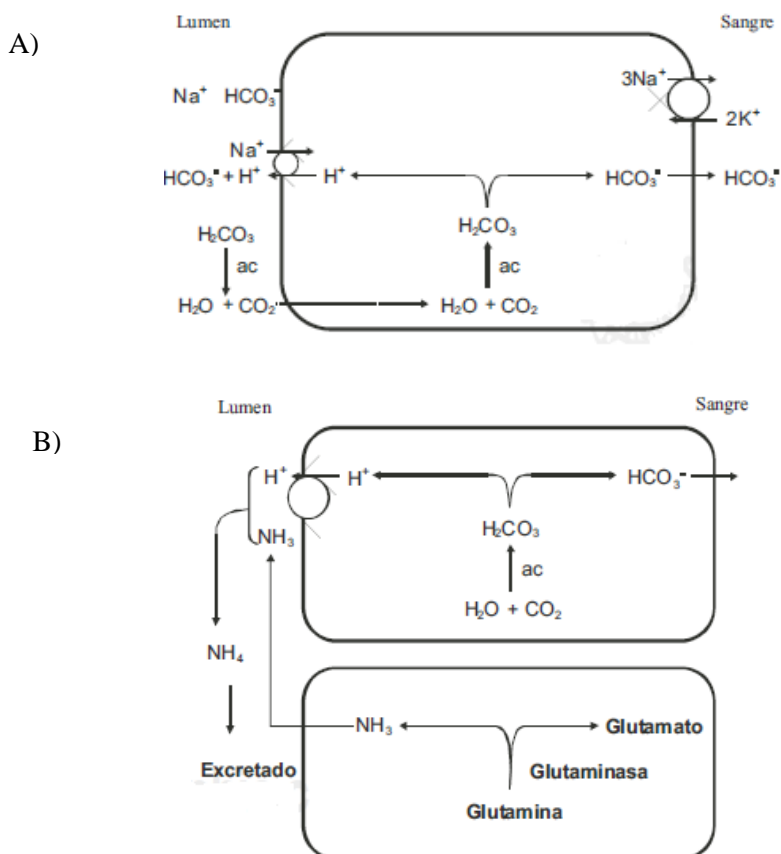 Lumen Sangre
A)
3Na⁺
Na⁺ HCO₃⁻
2K⁺
Na⁺
HCO₃⁻ + H⁺ H⁺ HCO₃⁻ HCO₃⁻
H₂CO₃ H₂CO₃
ac ac
H₂O + CO₂ H₂O + CO₂
Lumen Sangre
B)
H⁺ H⁺ HCO₃⁻
NH₃ H₂CO₃
ac
H₂O + CO₂
NH₄
NH₃ Glutamato
Excretado Glutaminasa
Glutamina